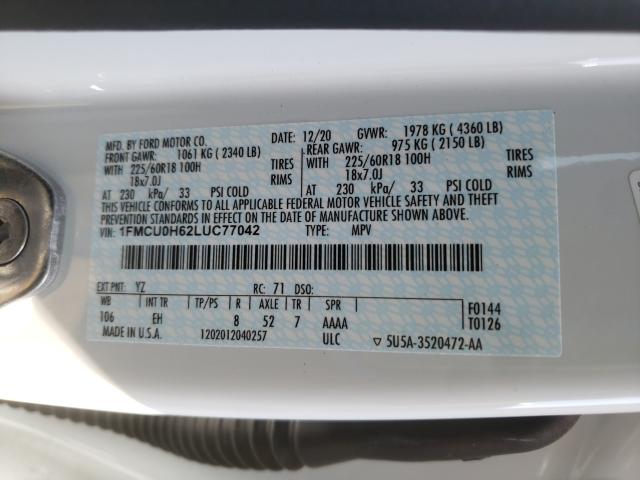 MFD. BY FORD MOTOR CO. DATE: 12/20 GVWR: 1978 KG ( 4360 LB)
FRONT GAWR: 1061 KG ( 2340 LB) REAR GAWR: 975 KG ( 2150 LB)
WITH 225/60R18 100H TIRES WITH 225/60R18 100H TIRES
18x7.0J RIMS 18x7.0J RIMS
AT 230 kPa/ 33 PSI COLD AT 230 kPa/ 33 PSI COLD
THIS VEHICLE CONFORMS TO ALL APPLICABLE FEDERAL MOTOR VEHICLE SAFETY AND THEFT
PREVENTION STANDARDS IN EFFECT ON THE DATE OF MANUFACTURE SHOWN ABOVE.
VIN: 1FMCU0H62LUC77042 TYPE: MPV
EXT PNT: YZ RC: 71 DSO:
WB INT TR TP/PS R AXLE TR SPR F0144
106 EH 8 52 7 AAAA T0126
MADE IN U.S.A. 1202012040257 ULC ▽ 5U5A-3520472-AA